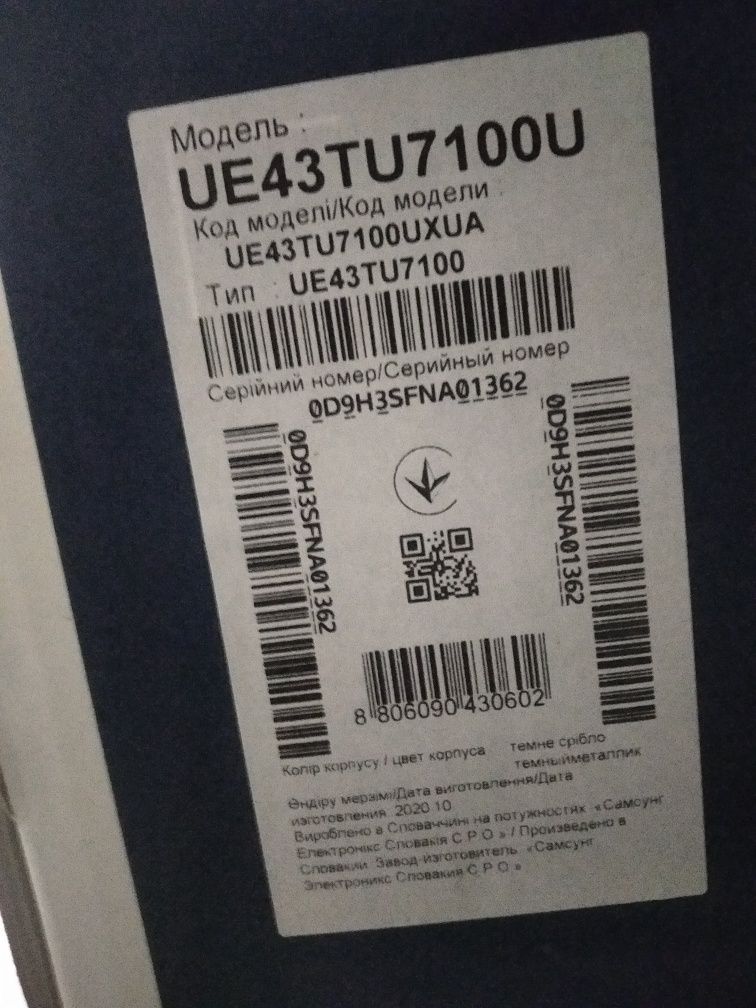 Модель :
UE43TU7100U
Код моделі/Код модели :
UE43TU7100UXUA
Тип : UE43TU7100
Серійний номер/Серийный номер
0D9H3SFNA01362
0D9H3SFNA01362
0D9H3SFNA01362
8 806090 430602
Колір корпусу / цвет корпуса темне срібло
темныйметаллик
Өндіру мерзімі/Дата виготовлення/Дата
изготовления: 2020.10
Вироблено в Словаччині на потужностях «Самсунг
Електронікс Словакія С.Р.О.» / Произведено в
Словакии. Завод-изготовитель: «Самсунг
Электроникс Словакия С.Р.О.»